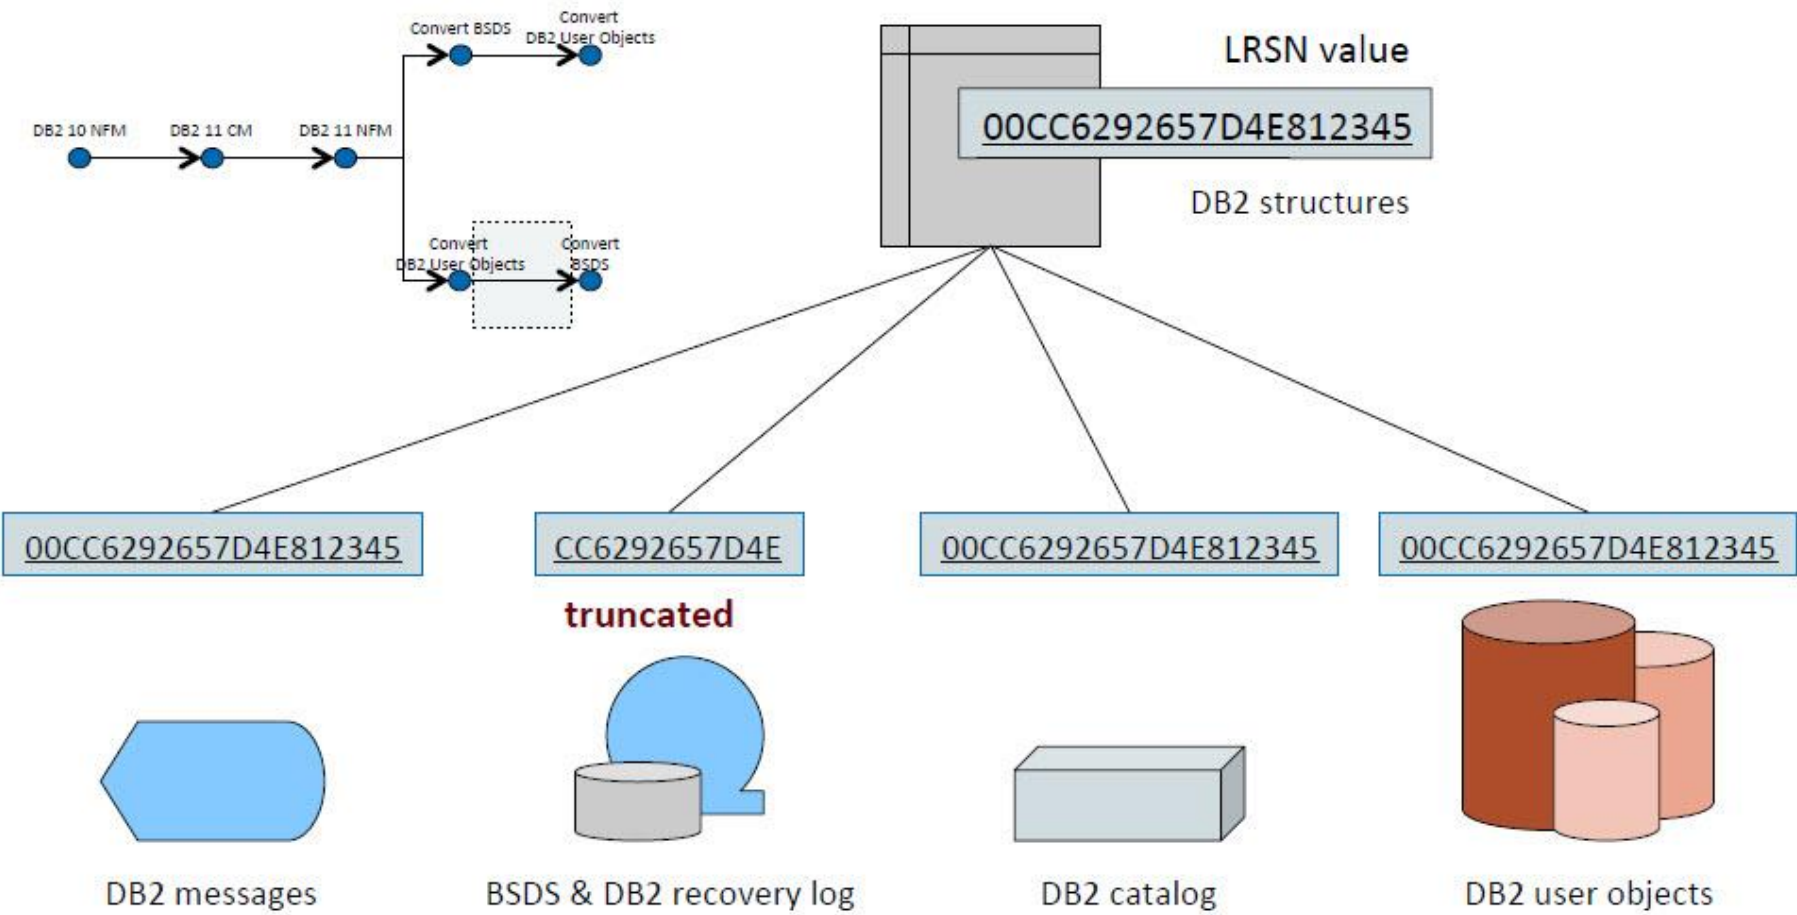 Convert BSDS
Convert
DB2 User Objects
DB2 10 NFM
DB2 11 CM
DB2 11 NFM
Convert
DB2 User Objects
Convert
BSDS
LRSN value
00CC6292657D4E812345
DB2 structures
00CC6292657D4E812345
CC6292657D4E
00CC6292657D4E812345
00CC6292657D4E812345
truncated
DB2 messages
BSDS & DB2 recovery log
DB2 catalog
DB2 user objects